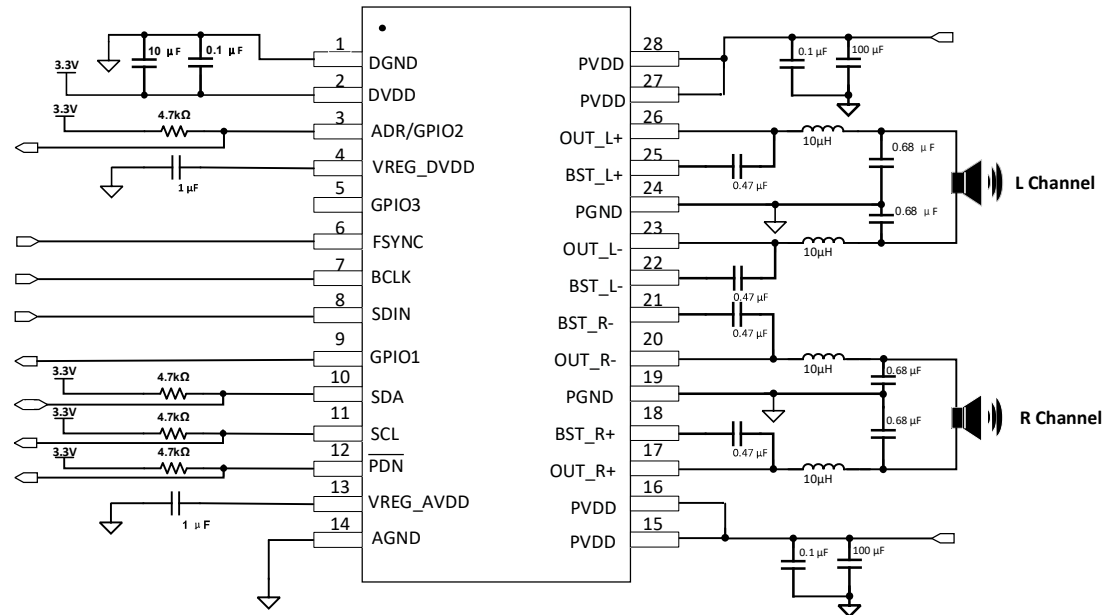 10 μF
0.1 μF
1
DGND
3.3V
2
DVDD
3.3V
4.7kΩ
3
ADR/GPIO2
4
VREG_DVDD
1 μF
5
GPIO3
6
FSYNC
7
BCLK
8
SDIN
9
GPIO1
3.3V
4.7kΩ
10
SDA
3.3V
4.7kΩ
11
SCL
3.3V
4.7kΩ
12
PDN
13
VREG_AVDD
1 μF
14
AGND
28
PVDD
0.1 μF
100 μF
27
PVDD
26
OUT_L+
10μH
25
BST_L+
0.47 μF
0.68 μF
24
PGND
L Channel
0.68 μF
23
OUT_L-
10μH
22
BST_L-
0.47 μF
21
BST_R-
0.47 μF
20
OUT_R-
10μH
0.68 μF
19
PGND
18
BST_R+
0.47 μF
0.68 μF
R Channel
17
OUT_R+
10μH
16
PVDD
15
PVDD
0.1 μF
100 μF